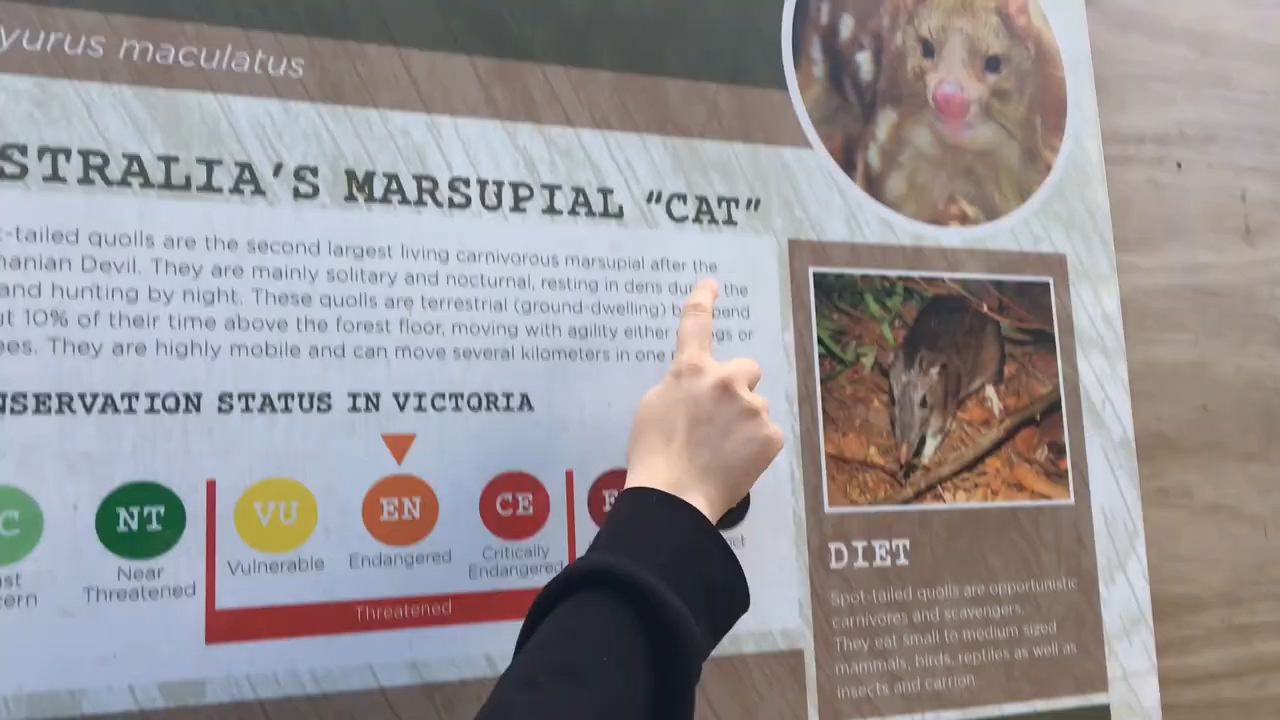 yurus maculatus
STRALIA'S MARSUPIAL "CAT"
-tailed quolls are the second largest living carnivorous marsupial after the
manian Devil. They are mainly solitary and nocturnal, resting in dens the
and hunting by night. These quolls are terrestrial (ground-dwelling)
10% of their time above the forest floor, moving with agility either or
They are highly mobile and can move several kilometers in one
NSERVATION STATUS IN VICTORIA
C NT VU EN CE
Near
Threatened
Vulnerable
Endangered
Critically
Endangered
Threatened
DIET
Spot-tailed quolls are opportunistic
carnivores and scavengers.
They eat small to medium sized
mammals, birds, reptiles as well as
insects and carrion.